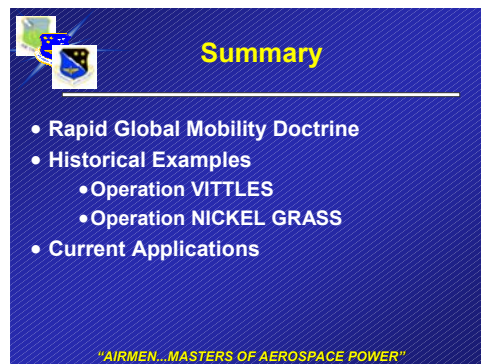 Summary
• Rapid Global Mobility Doctrine
• Historical Examples
•Operation VITTLES
•Operation NICKEL GRASS
• Current Applications
“AIRMEN...MASTERS OF AEROSPACE POWER”